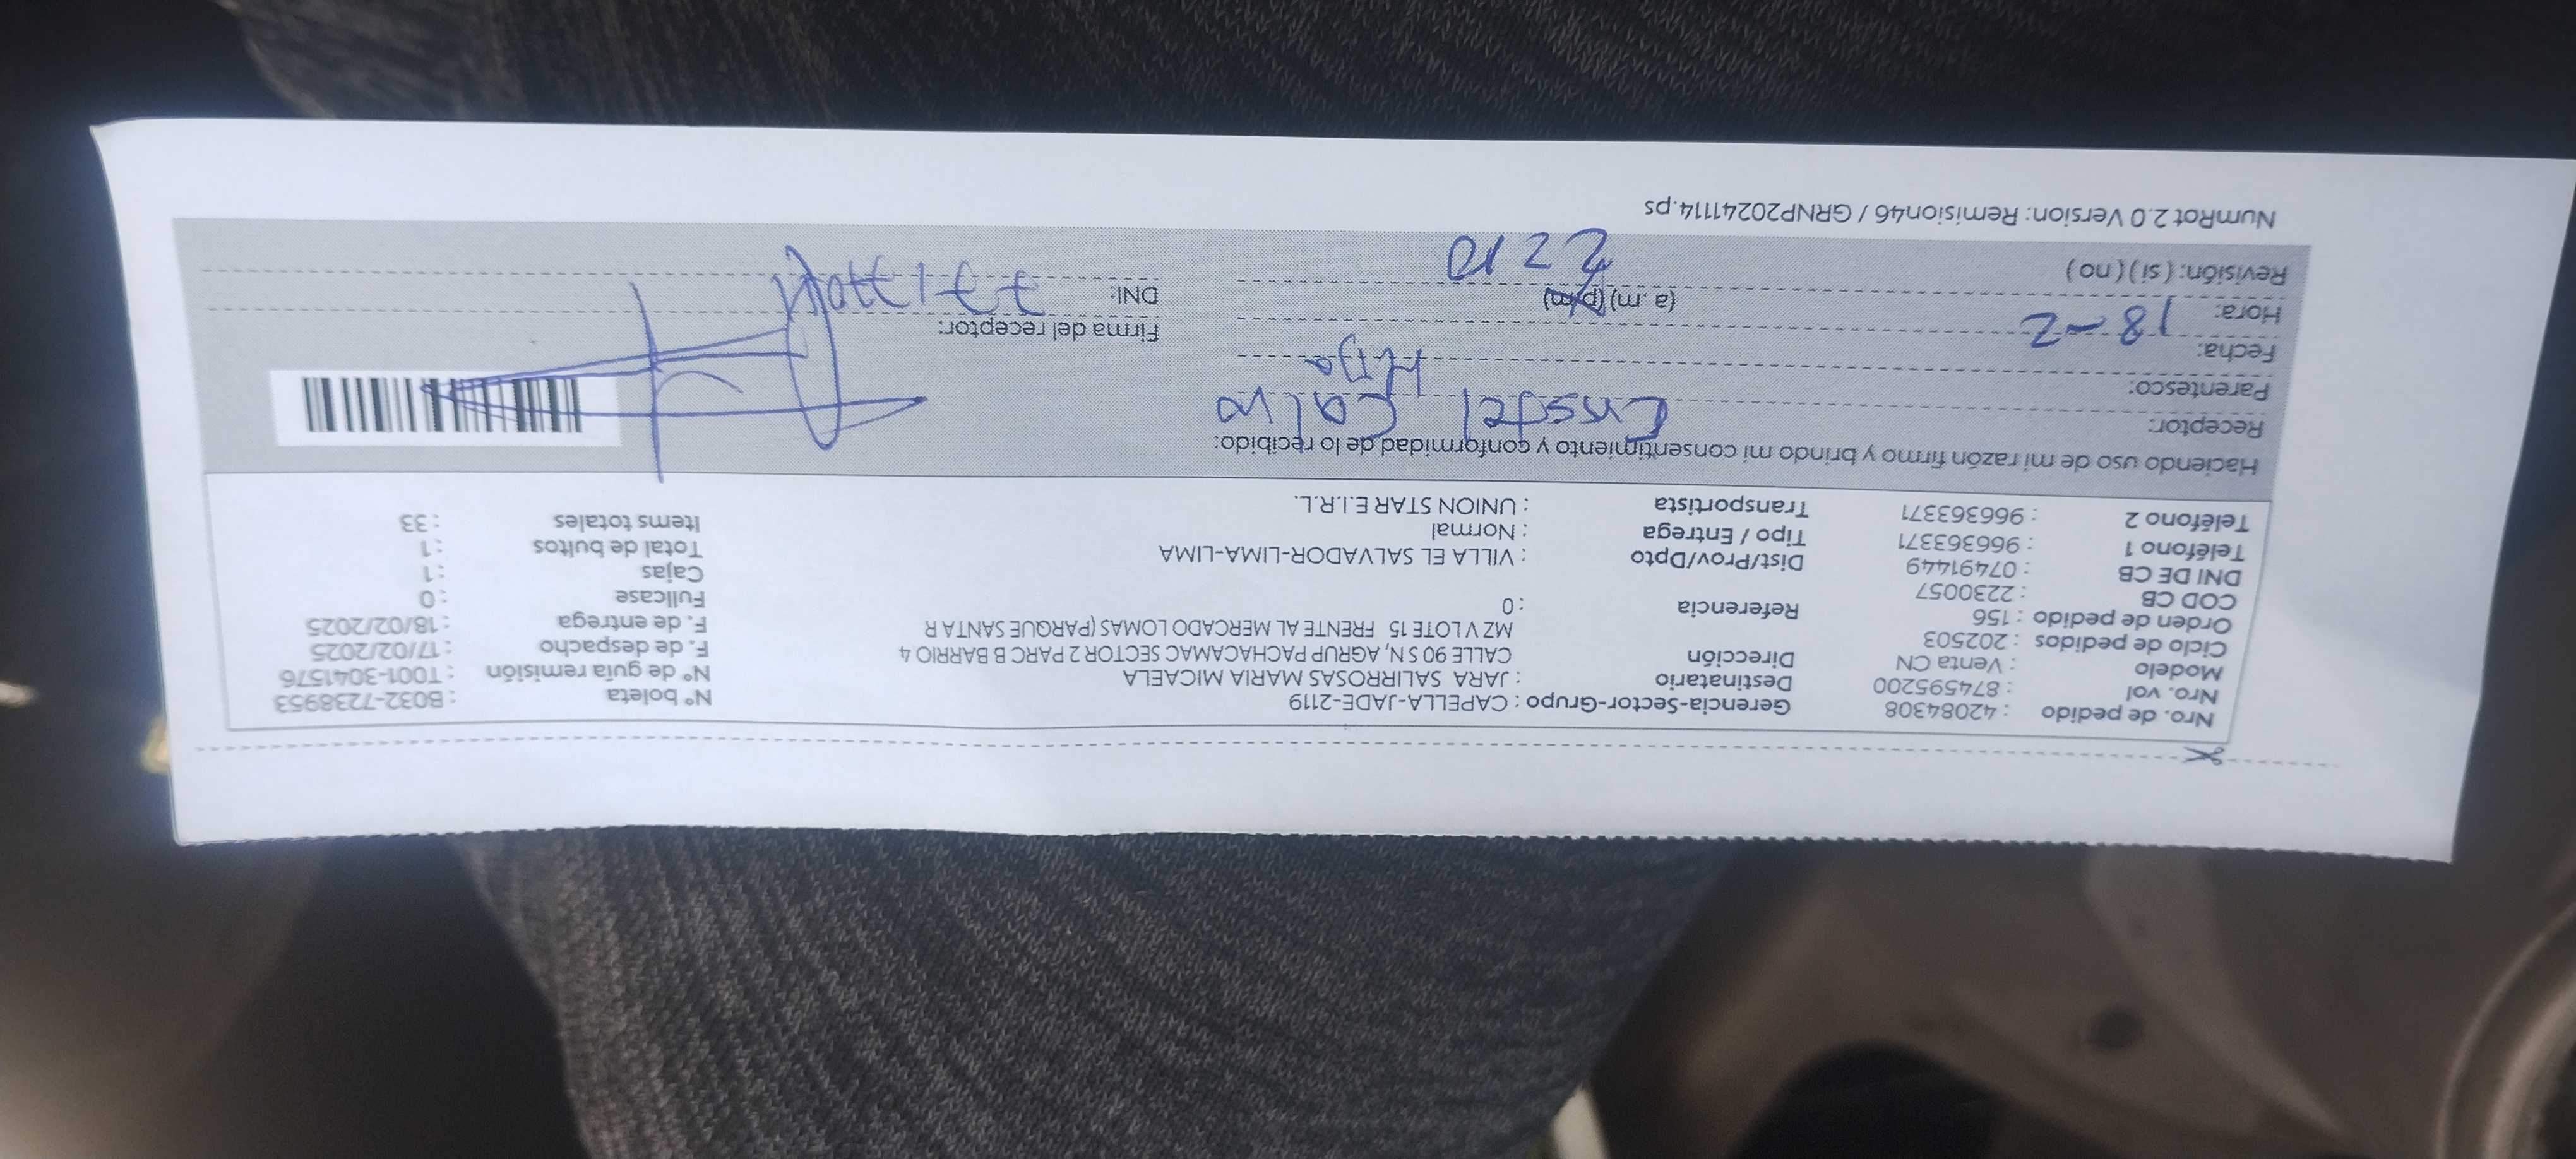 Nro. de pedido : 42084308 Gerencia-Sector-Grupo : CAPELLA-JADE-2119 N° boleta : B032-7238953
Nro. vol : 874595200 Destinatario : JARA SALIRROSAS MARIA MICAELA N° de guía remisión : T001-3041576
Modelo : Venta CN Dirección CALLE 90 S N, AGRUP PACHACAMAC SECTOR 2 PARC B BARRIO 4 F. de despacho : 17/02/2025
Ciclo de pedidos : 202503 MZ V LOTE 15 FRENTE AL MERCADO LOMAS (PARQUE SANTA R F. de entrega : 18/02/2025
Orden de pedido : 156 Referencia : 0 Fullcase : 0
COD CB : 2230057 Cajas : 1
DNI DE CB : 07491449 Dist/Prov/Dpto : VILLA EL SALVADOR-LIMA-LIMA Total de bultos : 1
Teléfono 1 : 966363371 Tipo / Entrega : Normal Items totales : 33
Teléfono 2 : 966363371 Transportista : UNION STAR E.I.R.L.
Haciendo uso de mi razón firmo y brindo mi consentimiento y conformidad de lo recibido:
Receptor: Calvo
Parentesco: Hija
Fecha: 18-2 Firma del receptor:
Hora: (a.m) (p.m) DNI:
Revisión: (si) (no) 2210
NumRot 2.0 Version: Remision46 / GRNP20241114.ps